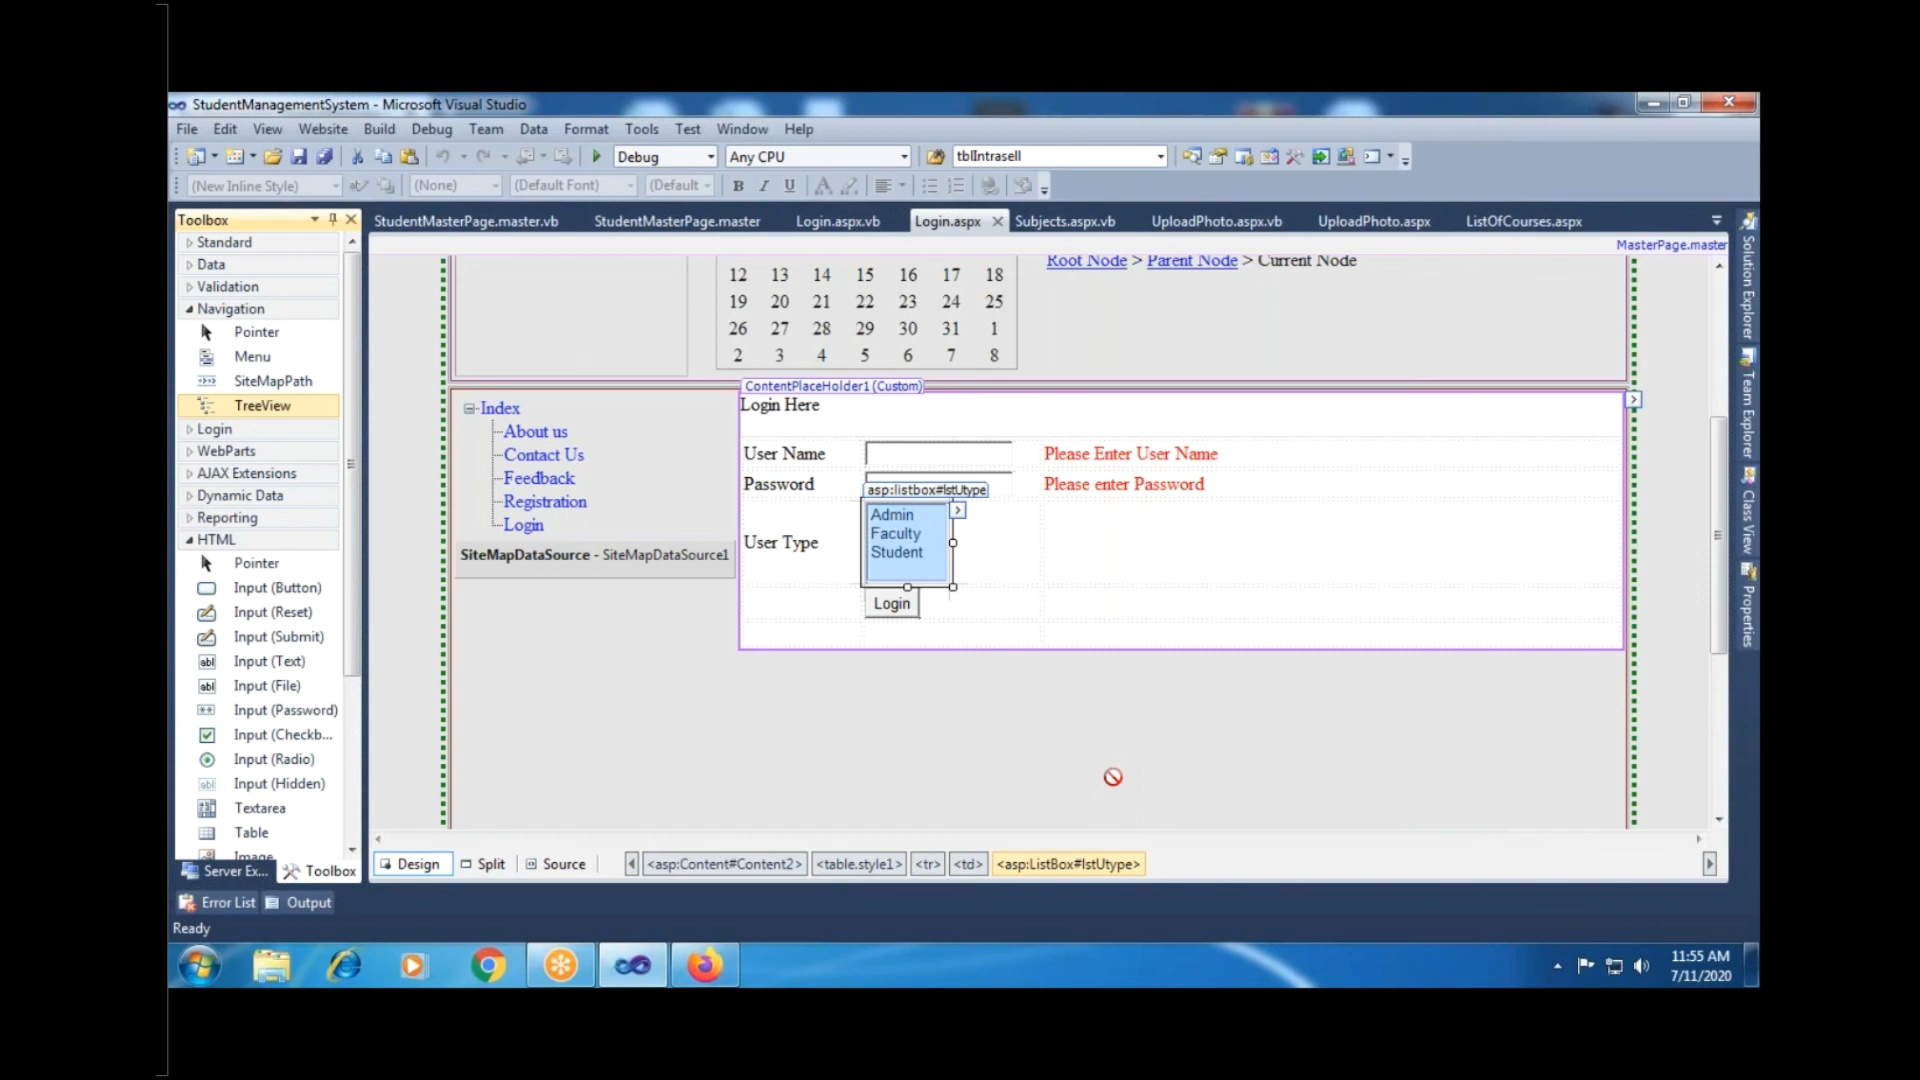 StudentManagementSystem - Microsoft Visual Studio
File Edit View Website Build Debug Team Data Format Tools Test Window Help
Debug Any CPU tblIntrasell
(New Inline Style) (None) (Default Font) (Default B I U A
Toolbox
StudentMasterPage.master.vb StudentMasterPage.master Login.aspx.vb Login.aspx Subjects.aspx.vb UploadPhoto.aspx.vb UploadPhoto.aspx ListOfCourses.aspx
MasterPage.master
Standard
Data
Validation
Navigation
Pointer
Menu
SiteMapPath
TreeView
Login
WebParts
AJAX Extensions
Dynamic Data
Reporting
HTML
Pointer
Input (Button)
Input (Reset)
Input (Submit)
Input (Text)
Input (File)
Input (Password)
Input (Checkb...
Input (Radio)
Input (Hidden)
Textarea
Table
Image
Server Ex... Toolbox
12 13 14 15 16 17 18
19 20 21 22 23 24 25
26 27 28 29 30 31 1
2 3 4 5 6 7 8
Root Node > Parent Node > Current Node
Index
About us
Contact Us
Feedback
Registration
Login
SiteMapDataSource - SiteMapDataSource1
ContentPlaceHolder1 (Custom)
Login Here
User Name Please Enter User Name
Password Please enter Password
asp:listbox#lstUtype
User Type
Admin
Faculty
Student
Login
Solution Explorer
Team Explorer
Class View
Properties
Design Split Source <asp:Content#Content2> <table.style1> <tr> <td> <asp:ListBox#lstUtype>
Error List Output
Ready
11:55 AM
7/11/2020